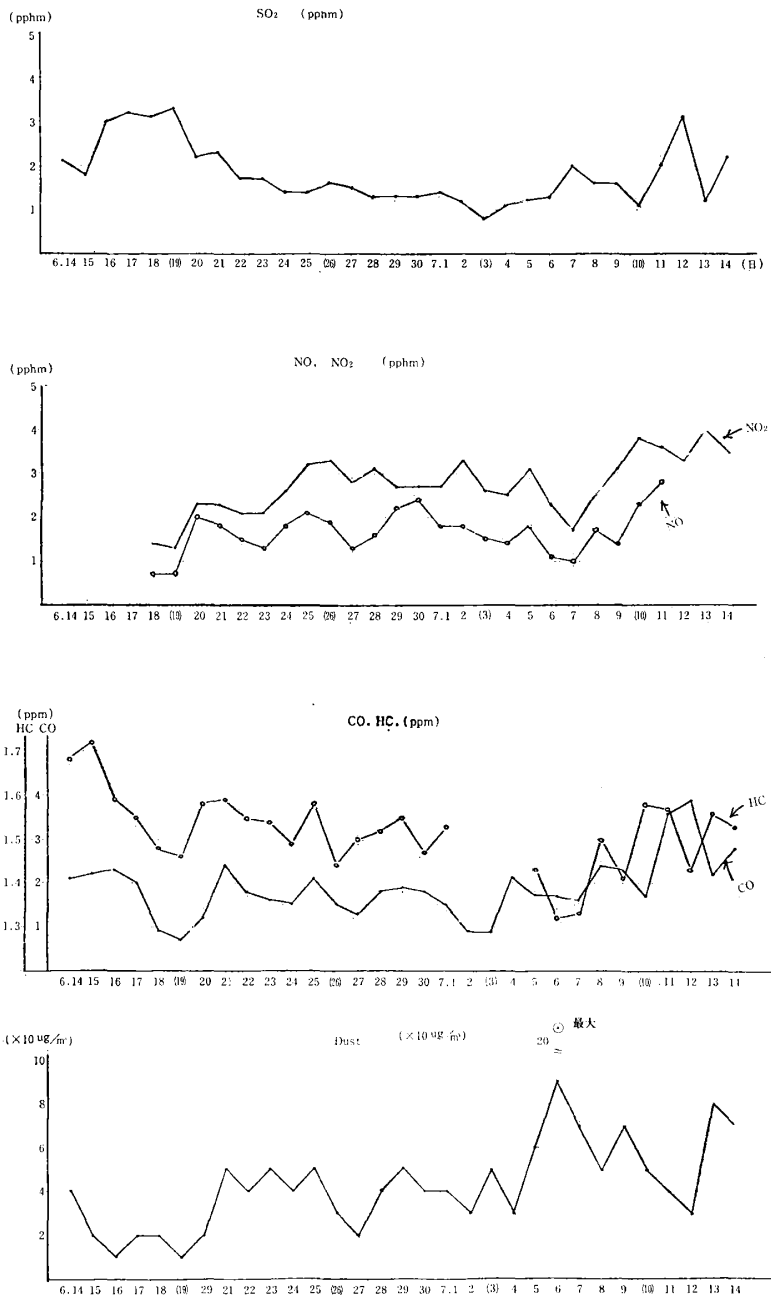 (pphm)
SO₂ (pphm)
5
4
3
2
1
6.14 15 16 17 18 (19) 20 21 22 23 24 25 (26) 27 28 29 30 7.1 2 (3) 4 5 6 7 8 9 (10) 11 12 13 14 (日)
(pphm)
NO, NO₂ (pphm)
5
4
3
2
1
NO₂
NO
6.14 15 16 17 18 (19) 20 21 22 23 24 25 (26) 27 28 29 30 7.1 2 (3) 4 5 6 7 8 9 (10) 11 12 13 14
(ppm)
HC CO
CO. HC. (ppm)
1.7
1.6 4
1.5 3
1.4 2
1.3 1
HC
CO
6.14 15 16 17 18 (19) 20 21 22 23 24 25 (26) 27 28 29 30 7.1 2 (3) 4 5 6 7 8 9 (10) 11 12 13 14
(×10 ug/m³)
Dust (×10 ug/m³)
20
最大
10
8
6
4
2
6.14 15 16 17 18 (19) 29 21 22 23 24 25 (26) 27 28 29 30 7.1 2 (3) 4 5 6 7 8 9 (10) 11 12 13 14